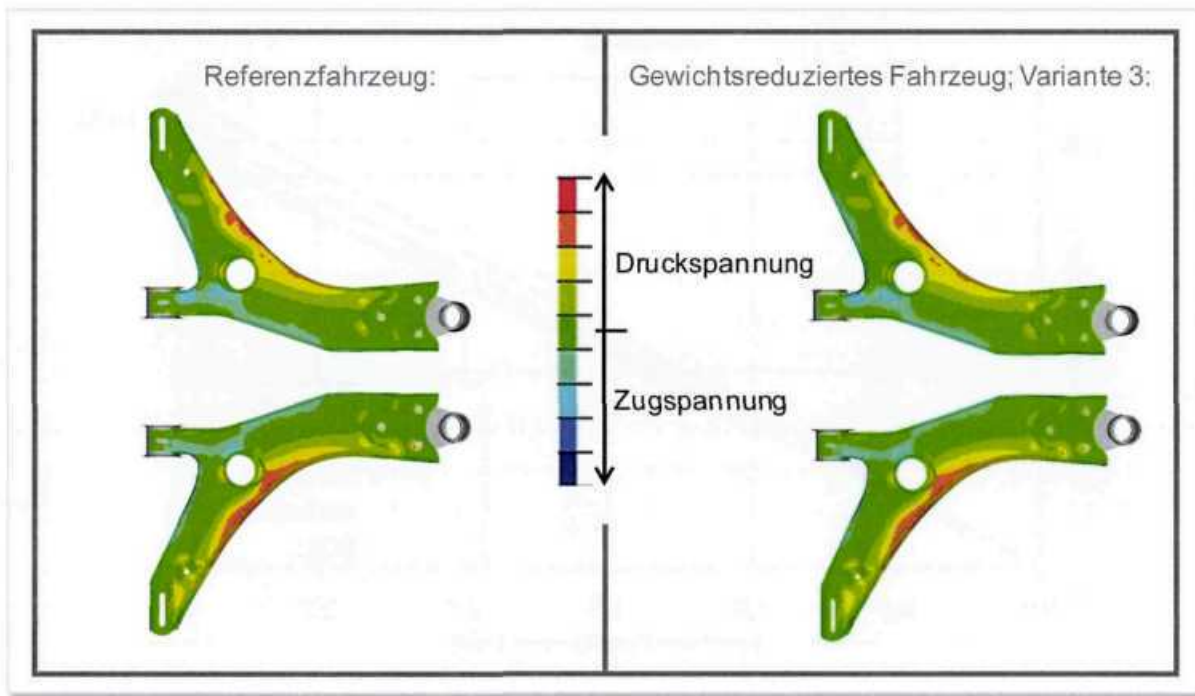 Referenzfahrzeug:
Gewichtsreduziertes Fahrzeug; Variante 3:
Druckspannung
Zugspannung